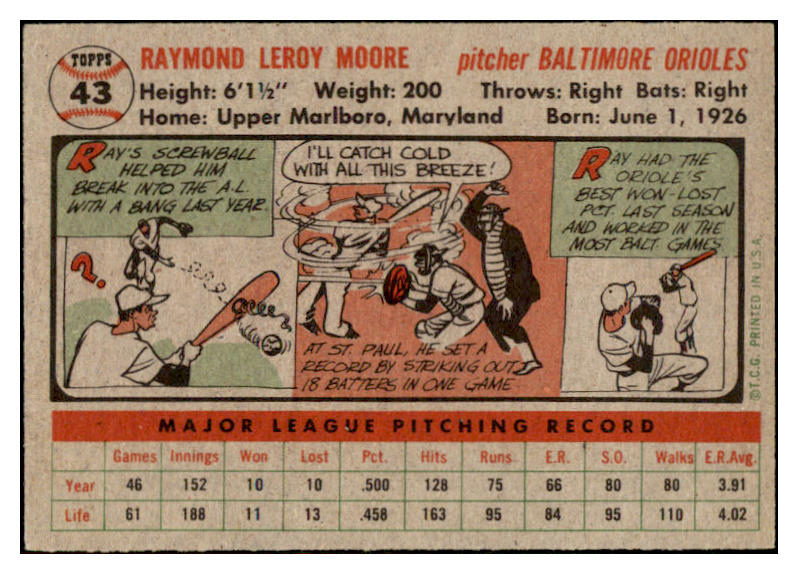 TOPPS
43
RAYMOND LEROY MOORE pitcher BALTIMORE ORIOLES
Height: 6'1½" Weight: 200 Throws: Right Bats: Right
Home: Upper Marlboro, Maryland Born: June 1, 1926
RAY'S SCREWBALL
HELPED HIM
BREAK INTO THE A.L.
WITH A BANG LAST YEAR.
?
I'LL CATCH COLD
WITH ALL THIS BREEZE!
AT ST. PAUL, HE SET A
RECORD BY STRIKING OUT
18 BATTERS IN ONE GAME.
RAY HAD THE
ORIOLE'S
BEST WON-LOST
PCT. LAST SEASON
AND WORKED IN THE
MOST BALT. GAMES.
©T.C.G. PRINTED IN U.S.A.
MAJOR LEAGUE PITCHING RECORD
Games Innings Won Lost Pct. Hits Runs E.R. S.O. Walks E.R.Avg.
Year 46 152 10 10 .500 128 75 66 80 80 3.91
Life 61 188 11 13 .458 163 95 84 95 110 4.02